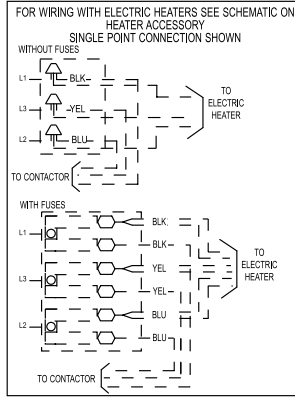 FOR WIRING WITH ELECTRIC HEATERS SEE SCHEMATIC ON
HEATER ACCESSORY
SINGLE POINT CONNECTION SHOWN
WITHOUT FUSES
L1
BLK
L3
YEL
L2
BLU
TO
ELECTRIC
HEATER
TO CONTACTOR
WITH FUSES
L1
BLK
BLK
L3
YEL
YEL
L2
BLU
BLU
TO
ELECTRIC
HEATER
TO CONTACTOR